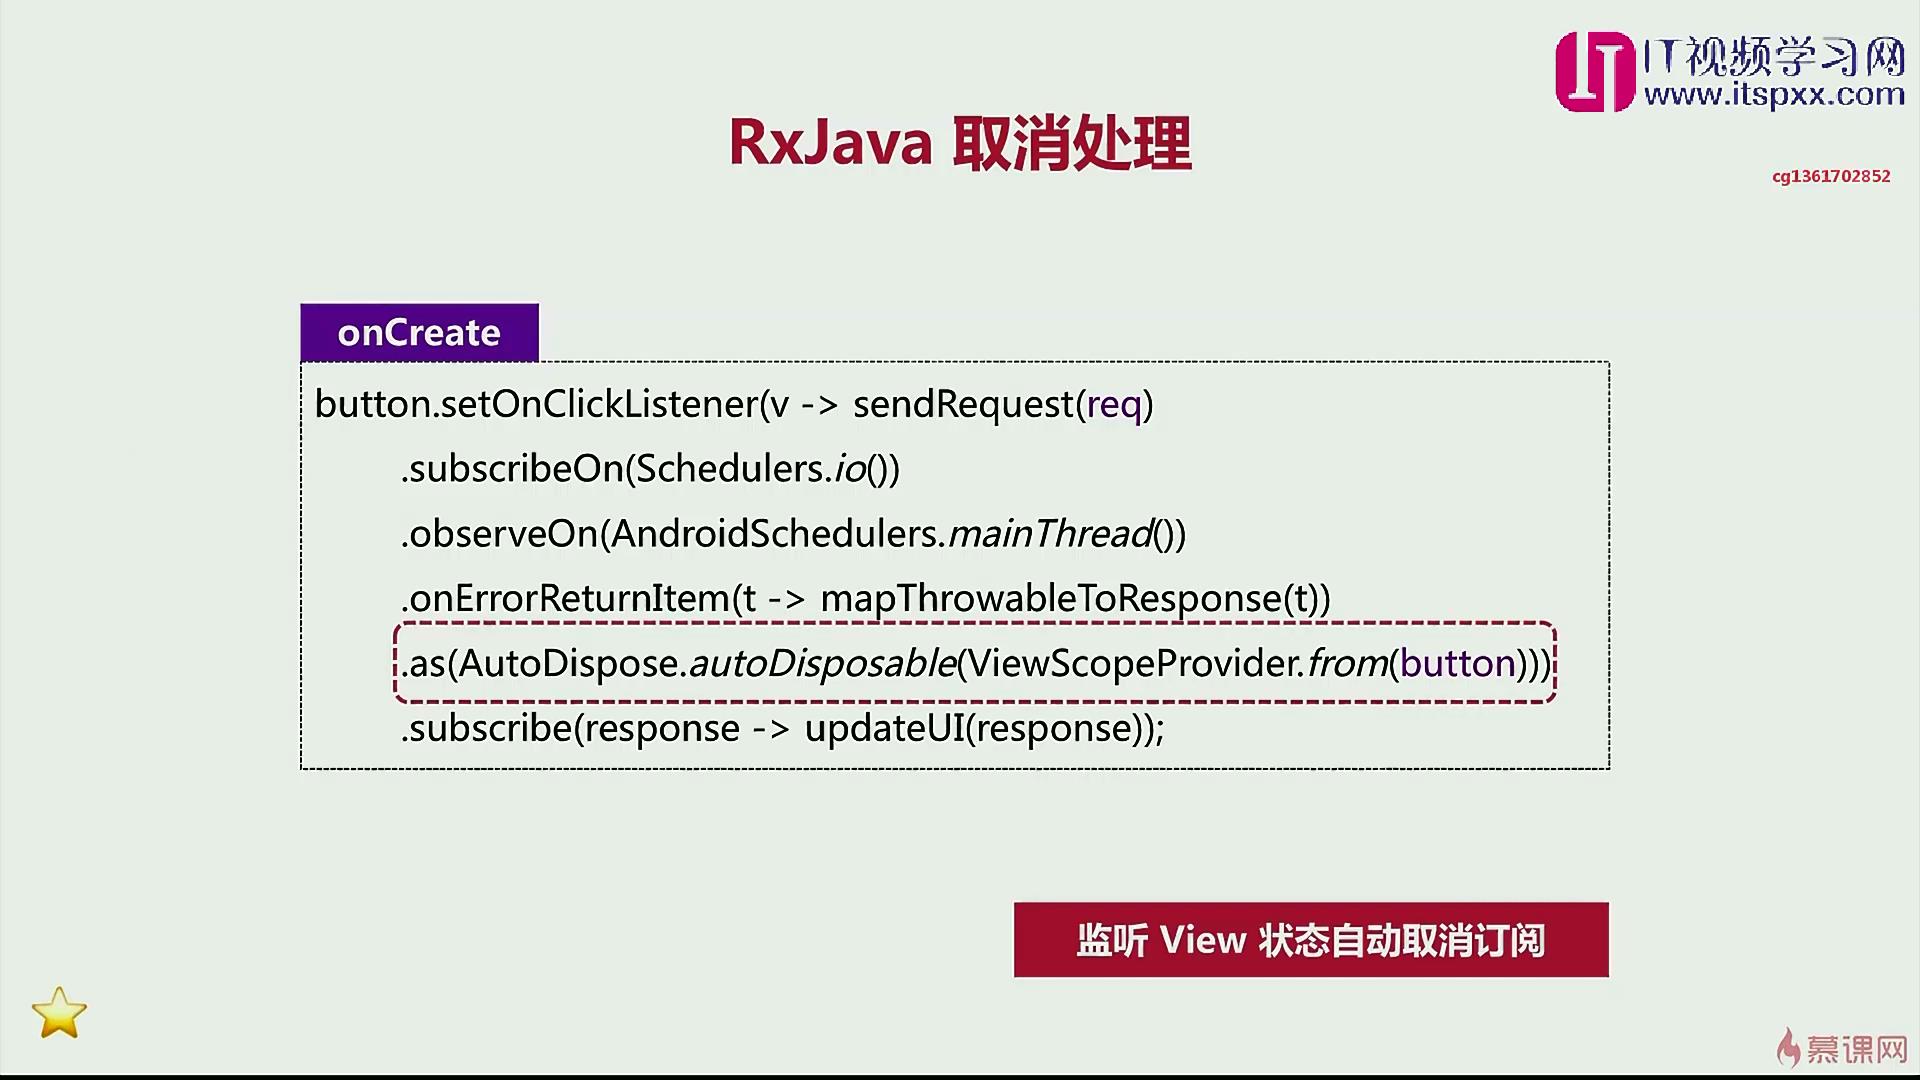 IT视频学习网
www.itspxx.com
RxJava 取消处理
cg1361702852
onCreate
button.setOnClickListener(v -> sendRequest(req)
.subscribeOn(Schedulers.io())
.observeOn(AndroidSchedulers.mainThread())
.onErrorReturnItem(t -> mapThrowableToResponse(t))
.as(AutoDispose.autoDisposable(ViewScopeProvider.from(button)))
.subscribe(response -> updateUI(response));
监听 View 状态自动取消订阅
慕课网